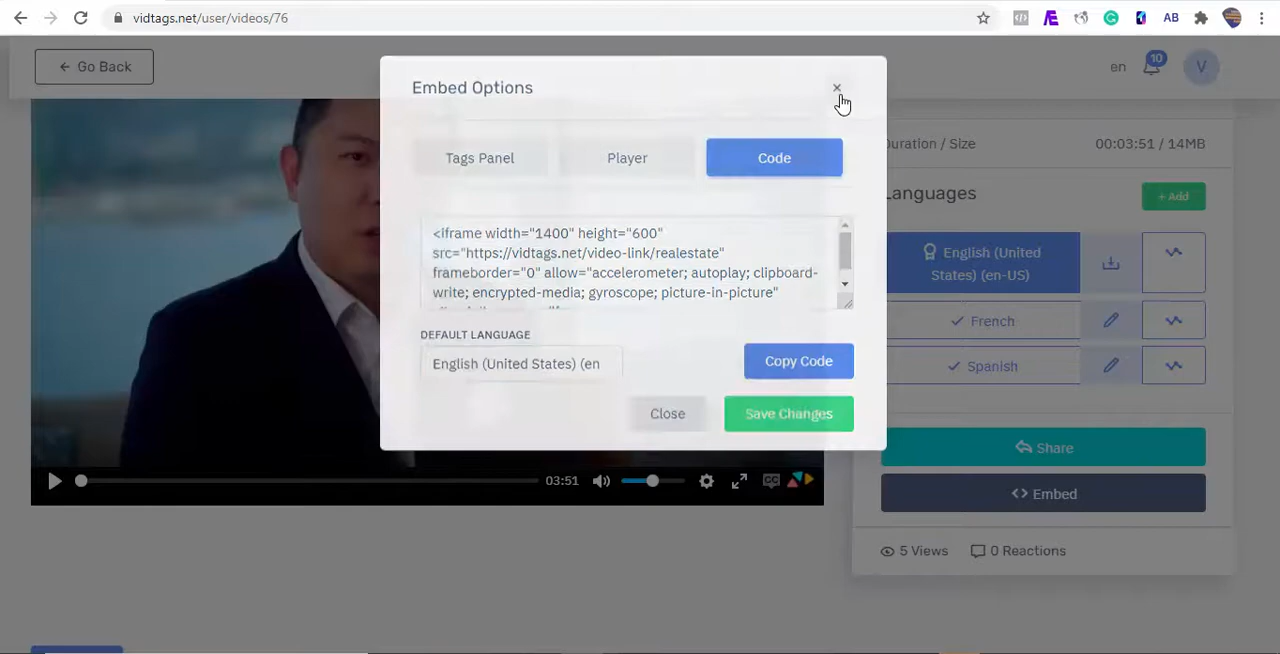 vidtags.net/user/videos/76
AB
Go Back
en
10
V
Embed Options
×
Tags Panel
Player
Code
<iframe width="1400" height="600"
src="https://vidtags.net/video-link/realestate"
frameborder="0" allow="accelerometer; autoplay; clipboard-
write; encrypted-media; gyroscope; picture-in-picture"
DEFAULT LANGUAGE
English (United States) (en
Copy Code
Close
Save Changes
Duration / Size
00:03:51 / 14MB
Languages
+ Add
English (United
States) (en-US)
French
Spanish
Share
<> Embed
5 Views
0 Reactions
03:51
CC